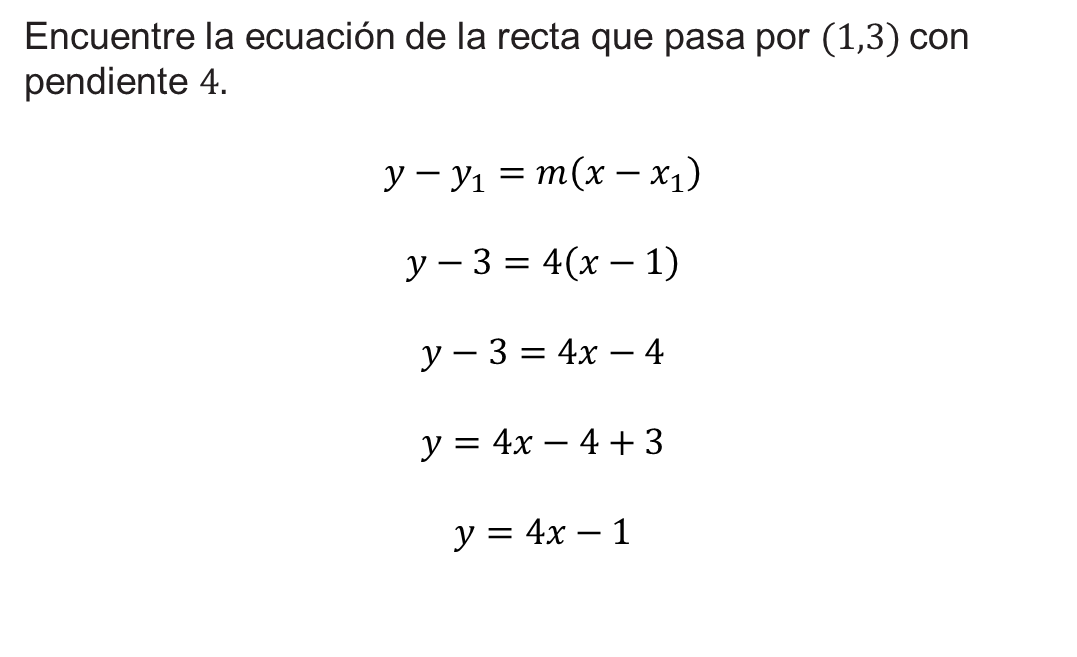 Encuentre la ecuación de la recta que pasa por (1,3) con
pendiente 4.
y − y₁ = m(x − x₁)
y − 3 = 4(x − 1)
y − 3 = 4x − 4
y = 4x − 4 + 3
y = 4x − 1